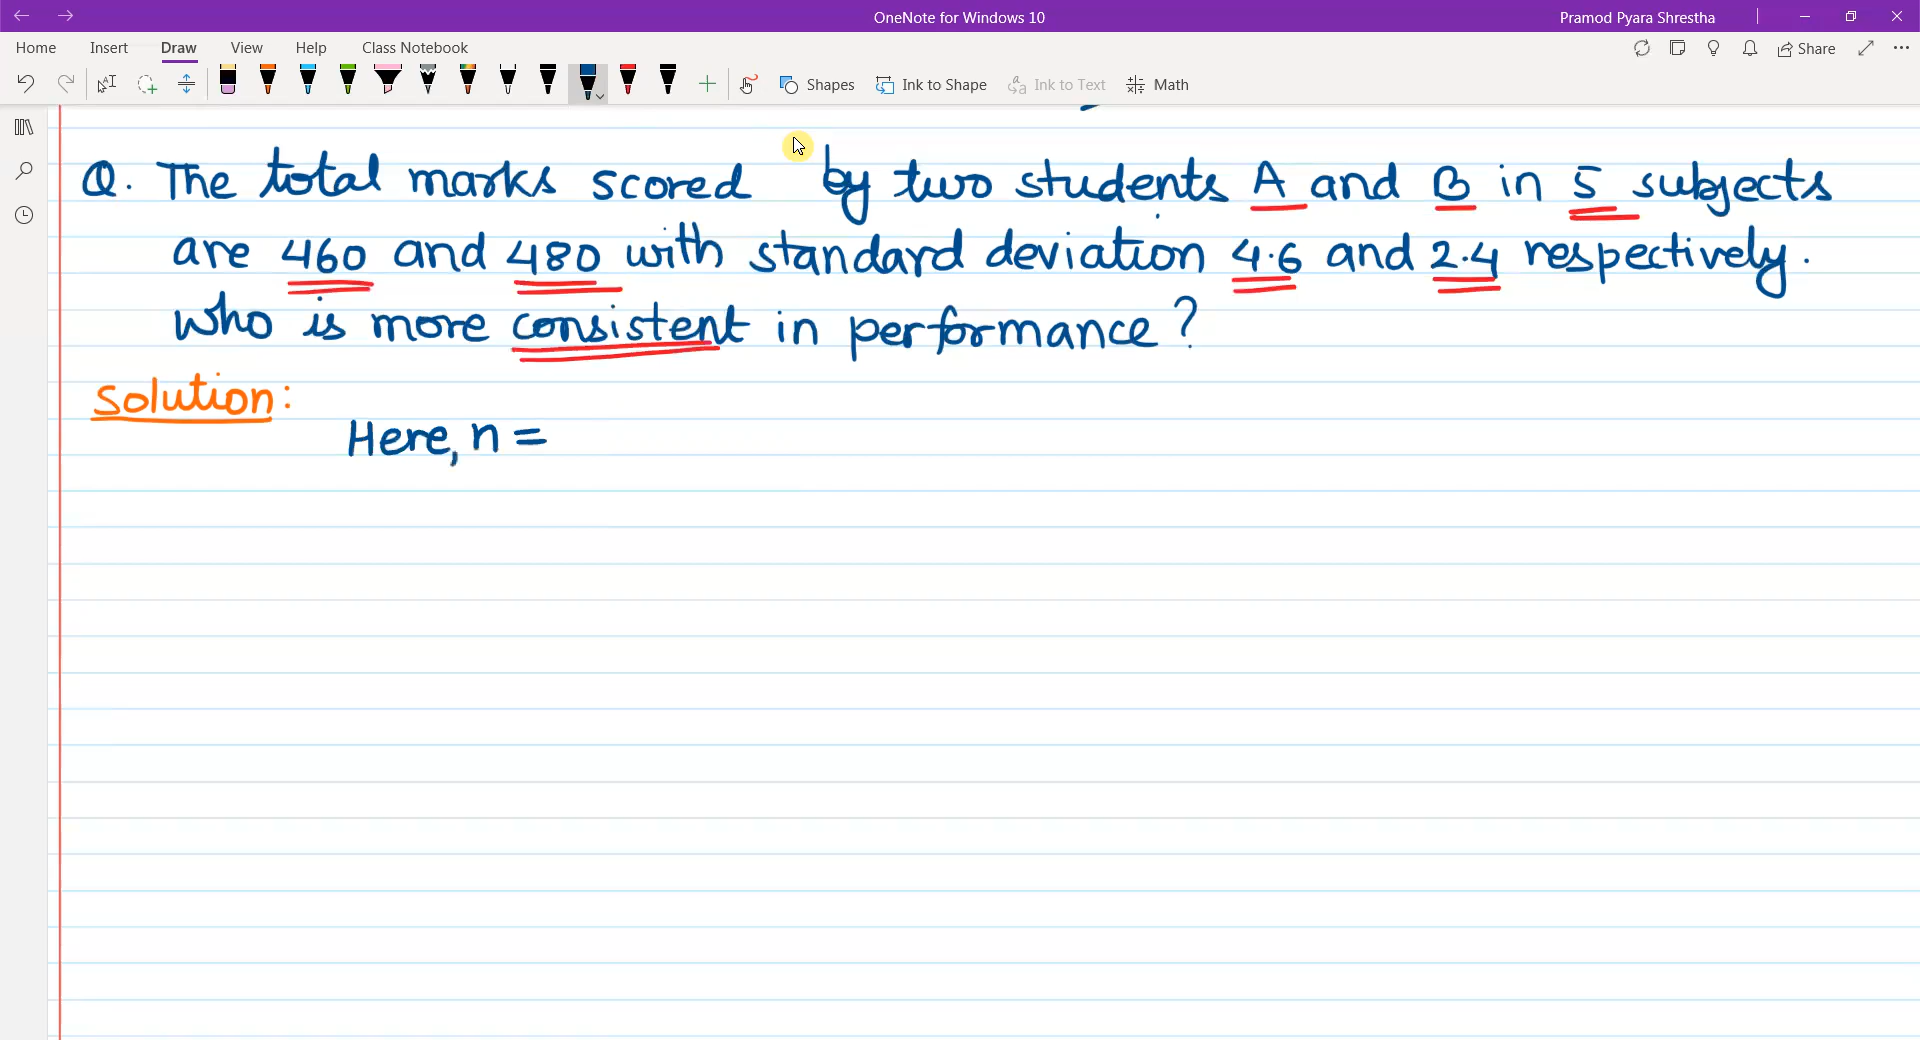 OneNote for Windows 10
Pramod Pyara Shrestha
Home Insert Draw View Help Class Notebook
Share
Shapes Ink to Shape Ink to Text Math
Q. The total marks scored by two students A and B in 5 subjects
are 460 and 480 with standard deviation 4.6 and 2.4 respectively.
who is more consistent in performance?
Solution:
Here, n =